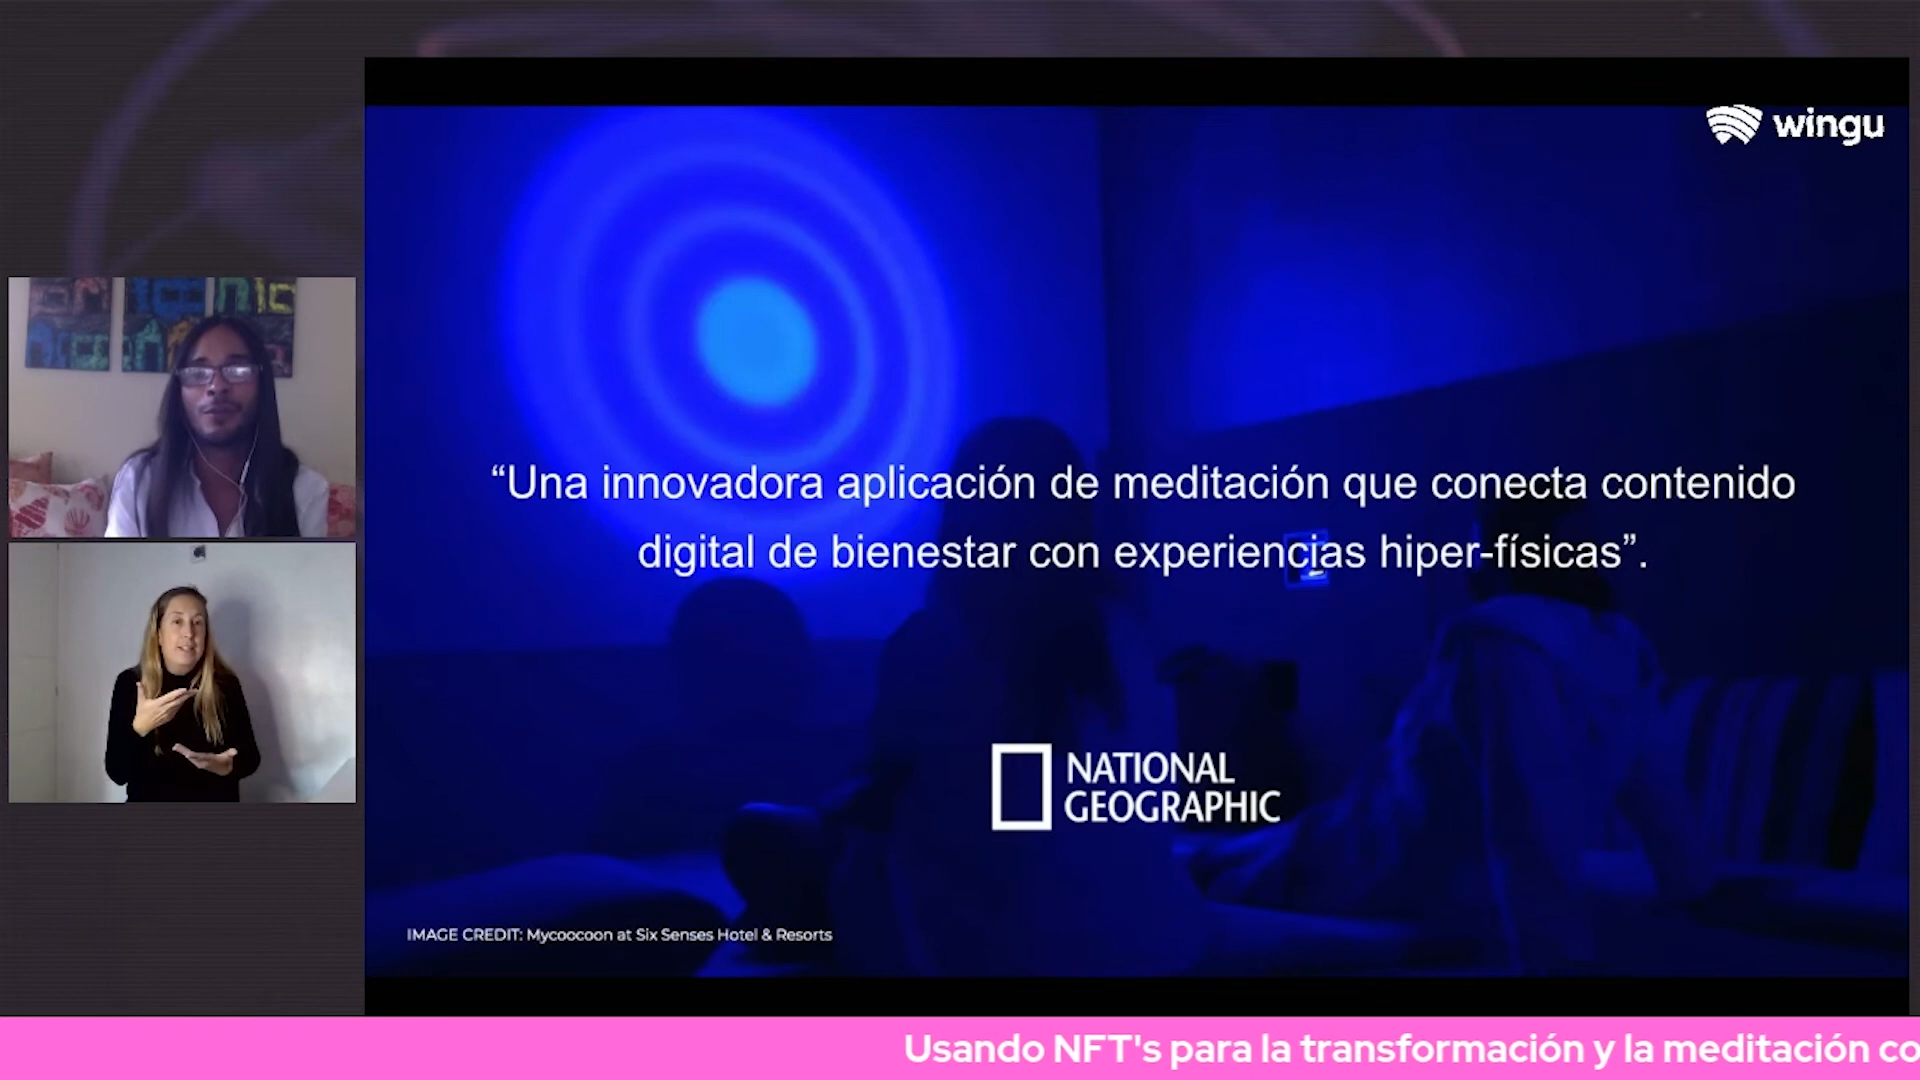 wingu
“Una innovadora aplicación de meditación que conecta contenido
digital de bienestar con experiencias hiper-físicas”.
NATIONAL
GEOGRAPHIC
IMAGE CREDIT: Mycoocoon at Six Senses Hotel & Resorts
Usando NFT's para la transformación y la meditación co